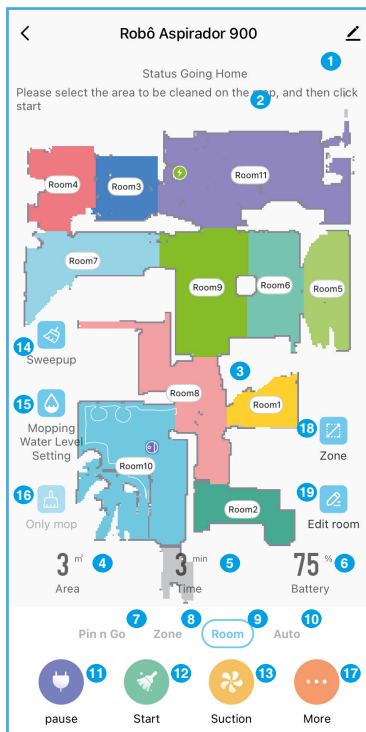 Robô Aspirador 900
1
Status Going Home
Please select the area to be cleaned on the map, and then click
2
start
Room4
Room3
Room11
Room7
Room9
Room6
Room5
14
Sweepup
3
Room8
15
Room1
Mopping
Water Level
Setting
18
Zone
Room10
16
Only mop
Room2
19
Edit room
3 ㎡ 4
3 min 5
75 % 6
Area
Time
Battery
7 8 9 10
Pin n Go Zone Room Auto
11 12 13 17
pause Start Suction More